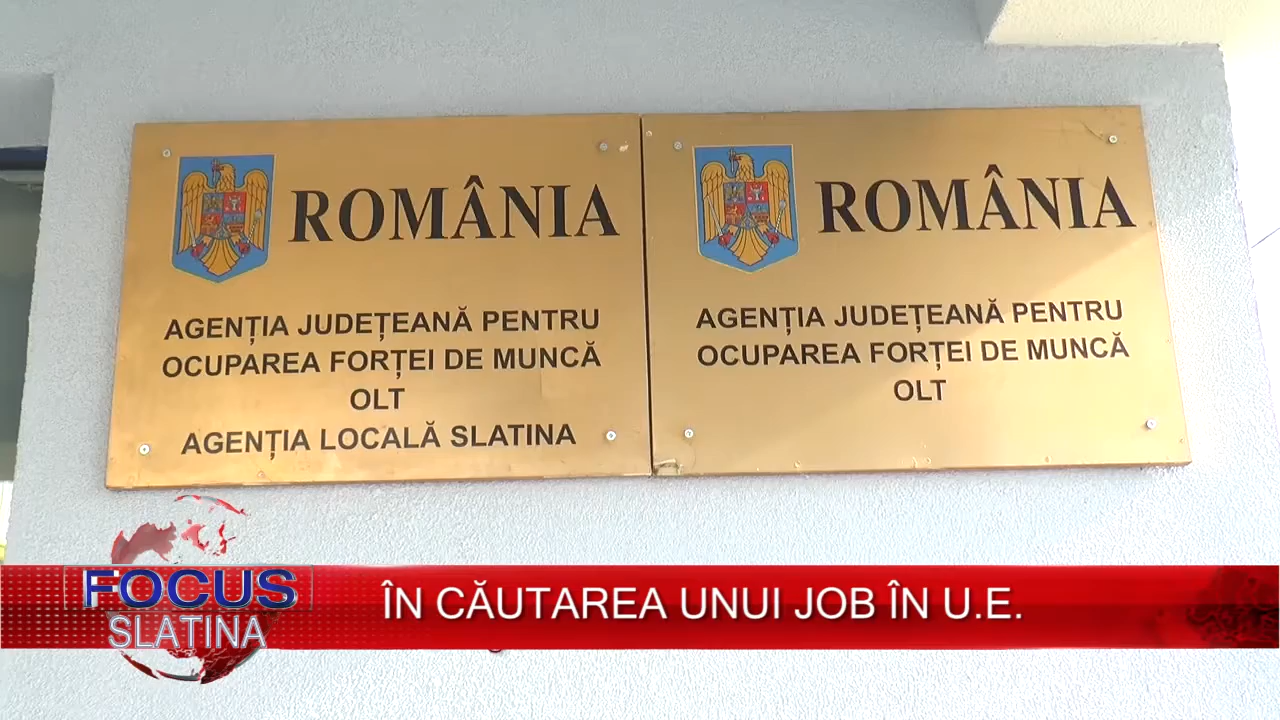 ROMÂNIA
AGENȚIA JUDEȚEANĂ PENTRU
OCUPAREA FORȚEI DE MUNCĂ
OLT
AGENȚIA LOCALĂ SLATINA
ROMÂNIA
AGENȚIA JUDEȚEANĂ PENTRU
OCUPAREA FORȚEI DE MUNCĂ
OLT
FOCUS
SLATINA
ÎN CĂUTAREA UNUI JOB ÎN U.E.